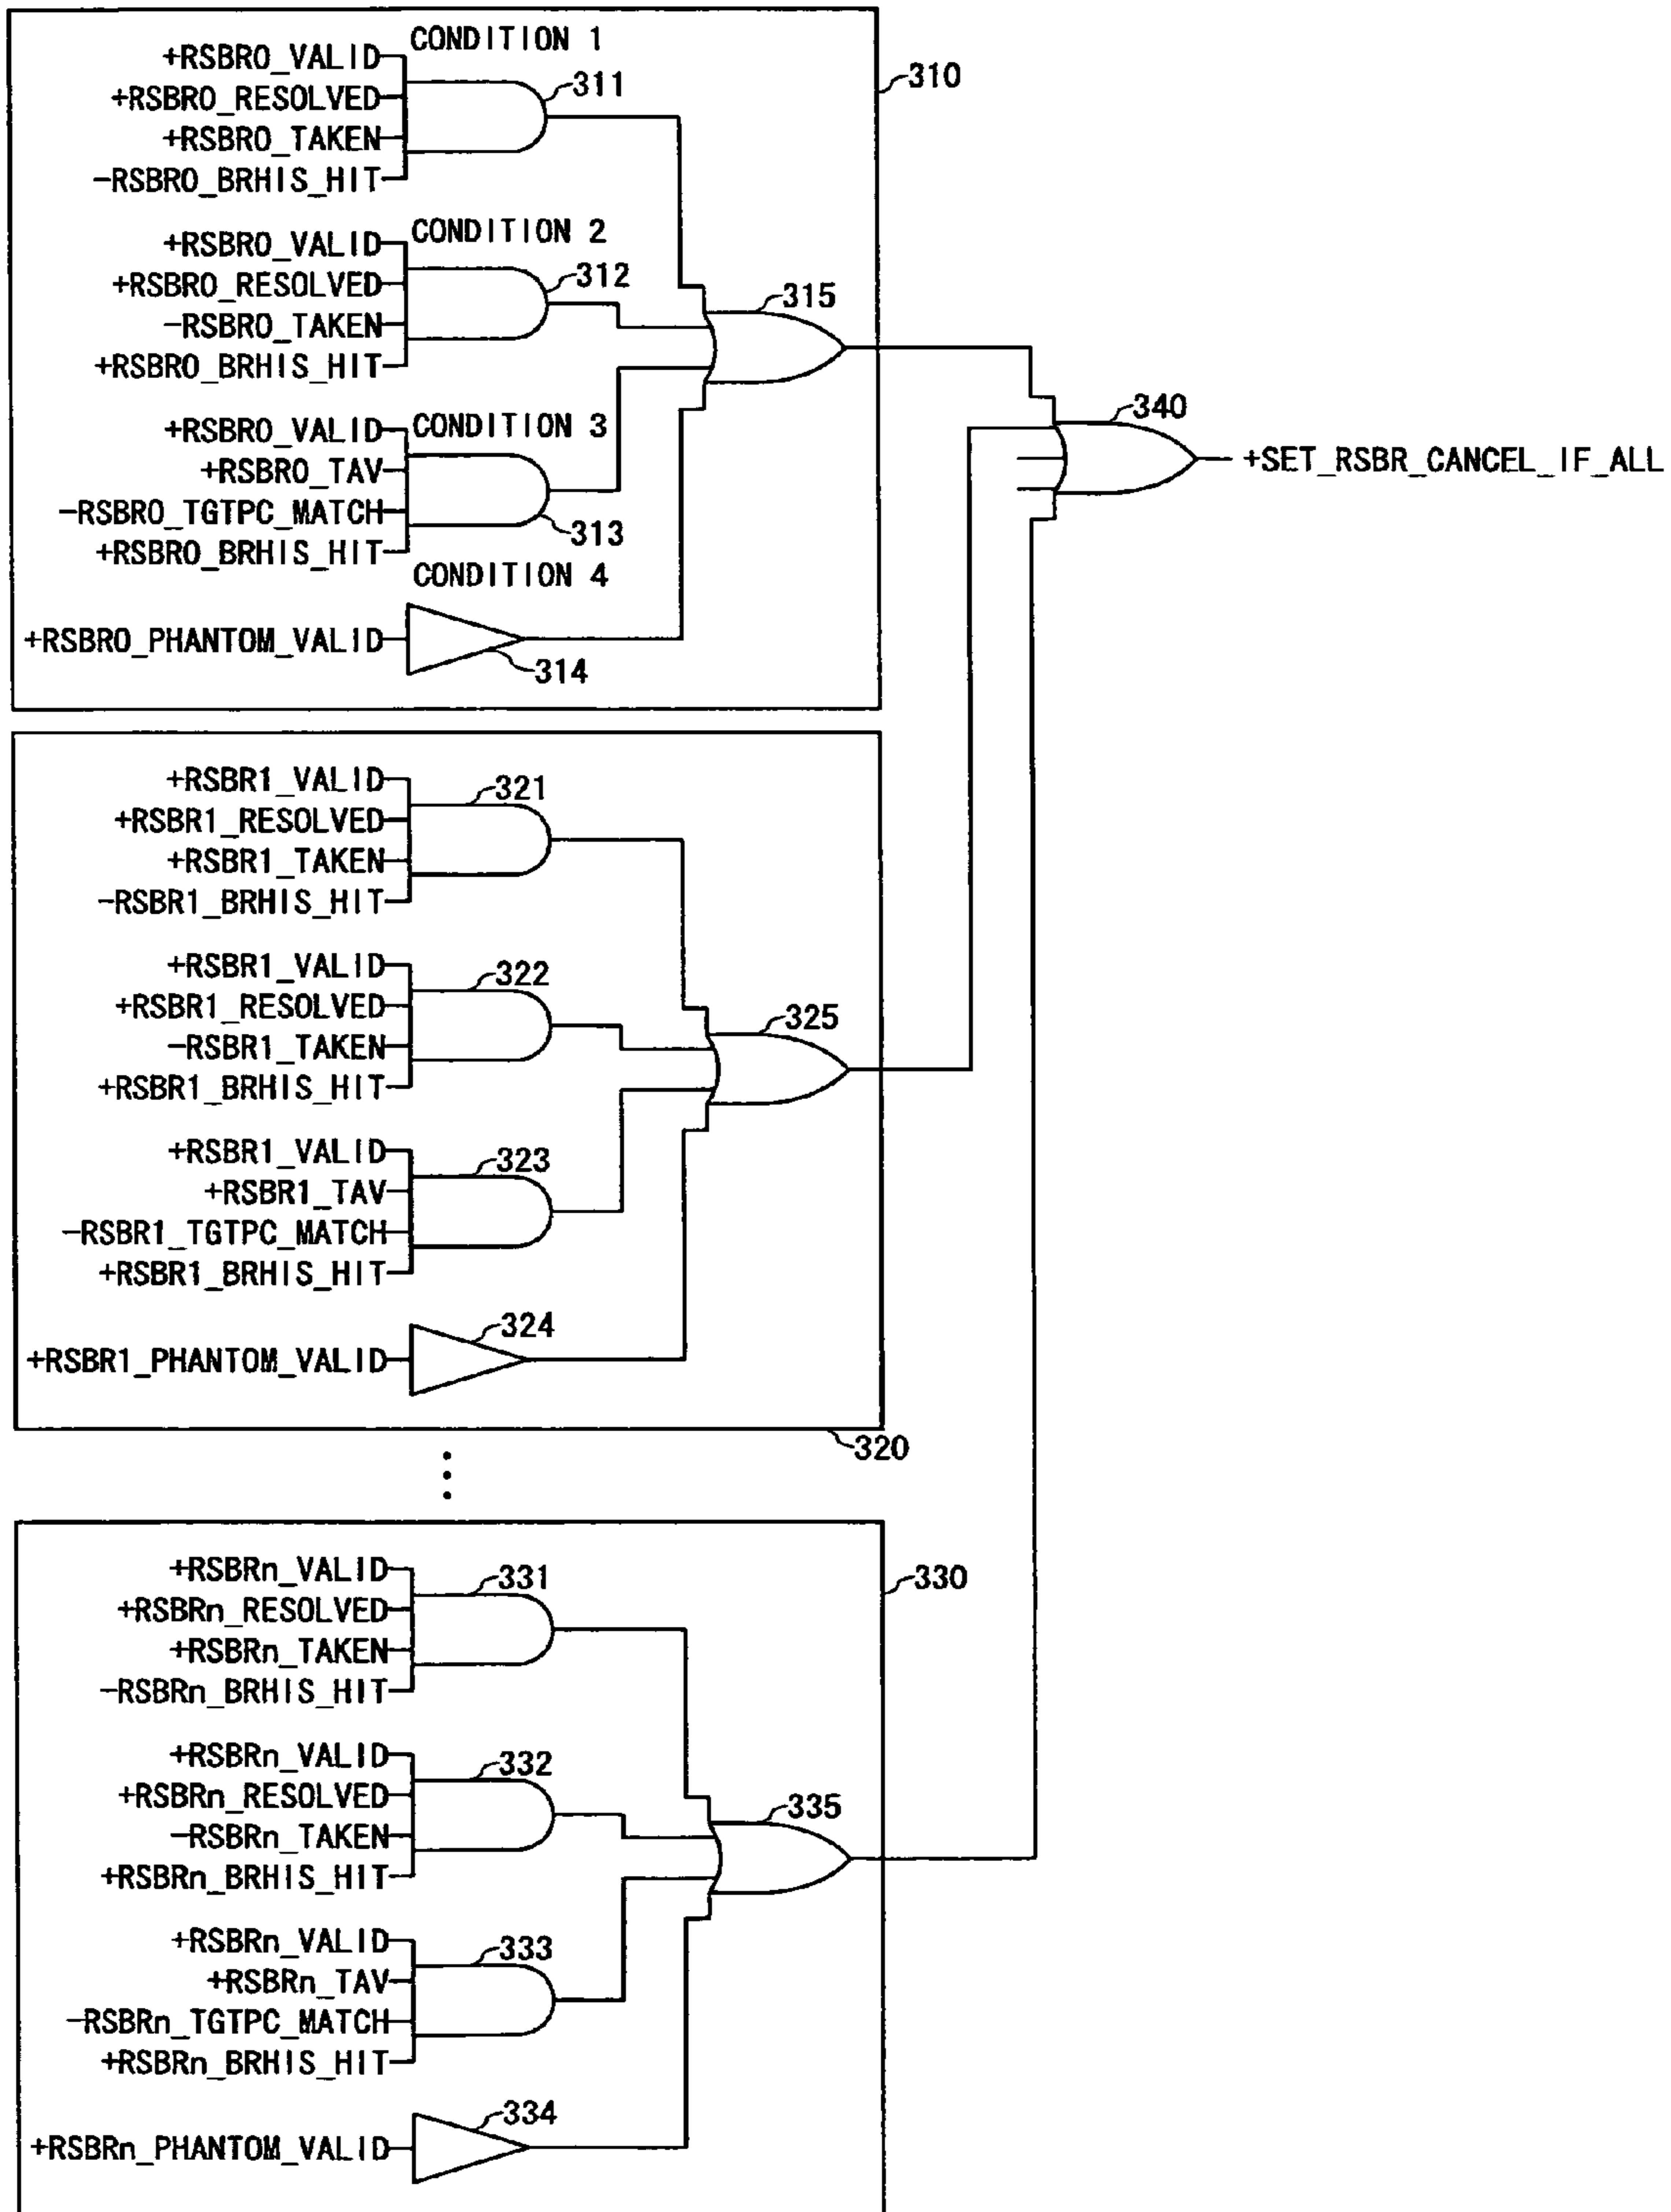 CONDITION 1
+RSBR0_VALID
311
310
+RSBR0_RESOLVED
+RSBR0_TAKEN
-RSBR0_BRHIS_HIT
CONDITION 2
+RSBR0_VALID
312
+RSBR0_RESOLVED
315
-RSBR0_TAKEN
+RSBR0_BRHIS_HIT
340
CONDITION 3
+RSBR0_VALID
+SET_RSBR_CANCEL_IF_ALL
+RSBR0_TAV
-RSBR0_TGTPC_MATCH
313
+RSBR0_BRHIS_HIT
CONDITION 4
+RSBR0_PHANTOM_VALID
314
+RSBR1_VALID
321
+RSBR1_RESOLVED
+RSBR1_TAKEN
-RSBR1_BRHIS_HIT
+RSBR1_VALID
322
+RSBR1_RESOLVED
325
-RSBR1_TAKEN
+RSBR1_BRHIS_HIT
+RSBR1_VALID
323
+RSBR1_TAV
-RSBR1_TGTPC_MATCH
+RSBR1_BRHIS_HIT
324
+RSBR1_PHANTOM_VALID
320
+RSBRn_VALID
331
330
+RSBRn_RESOLVED
+RSBRn_TAKEN
-RSBRn_BRHIS_HIT
+RSBRn_VALID
332
+RSBRn_RESOLVED
335
-RSBRn_TAKEN
+RSBRn_BRHIS_HIT
+RSBRn_VALID
333
+RSBRn_TAV
-RSBRn_TGTPC_MATCH
+RSBRn_BRHIS_HIT
334
+RSBRn_PHANTOM_VALID